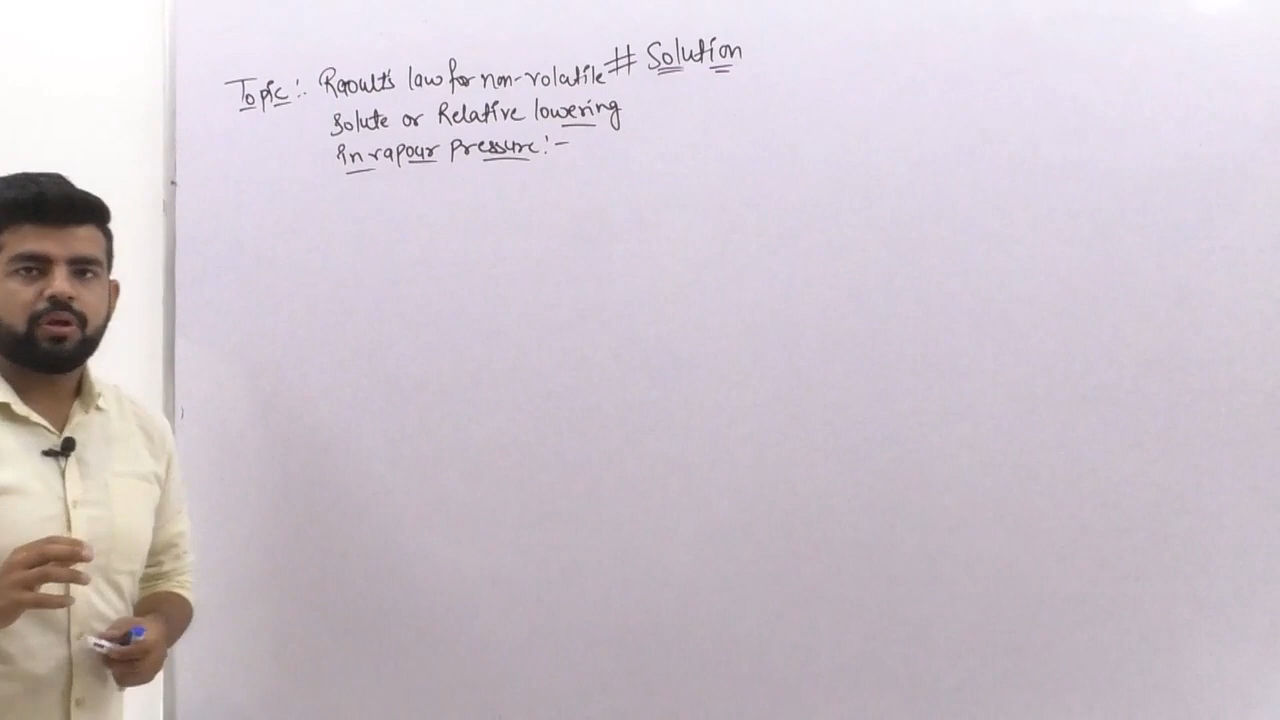 # Solution
Topic:- Raoult's law for non-volatile
Solute or Relative lowering
In vapour pressure:-